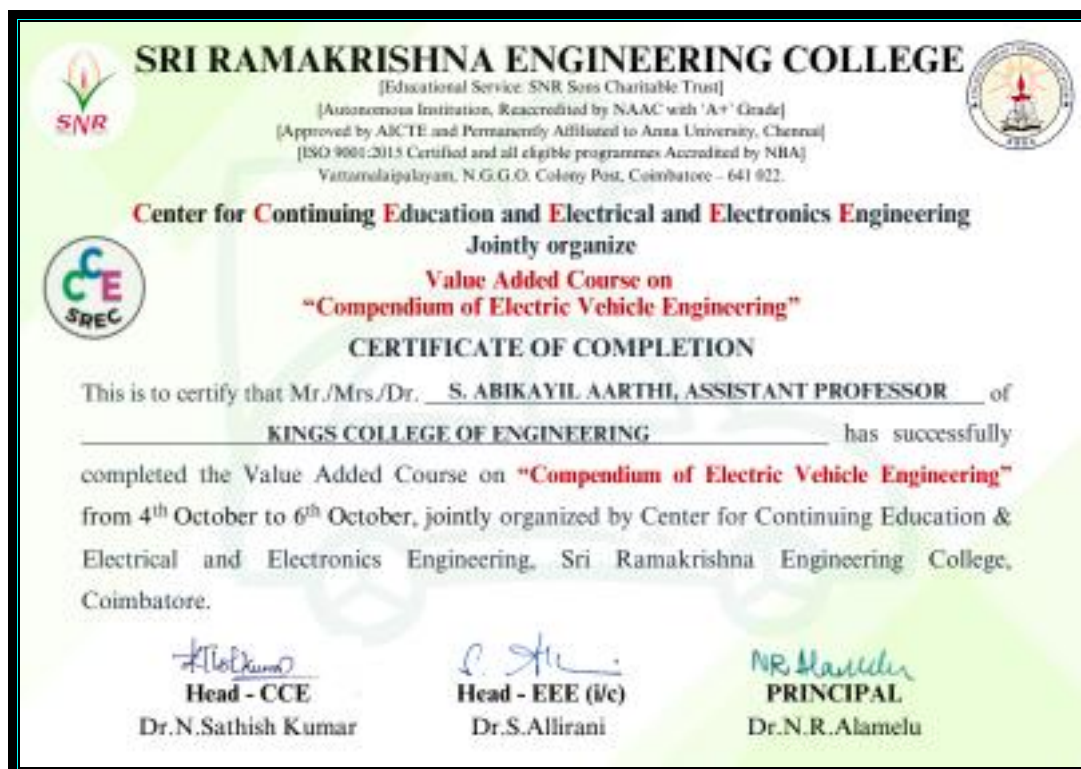 SRI RAMAKRISHNA ENGINEERING COLLEGE
[Educational Service: SNR Sons Charitable Trust]
[Autonomous Institution, Reaccredited by NAAC with 'A+' Grade]
[Approved by AICTE and Permanently Affiliated to Anna University, Chennai]
[ISO 9001:2015 Certified and all eligible programmes Accredited by NBA]
Vattamalaipalayam, N.G.G.O. Colony Post, Coimbatore – 641 022.
SNR
Center for Continuing Education and Electrical and Electronics Engineering
Jointly organize
CCE
SREC
Value Added Course on
“Compendium of Electric Vehicle Engineering”
CERTIFICATE OF COMPLETION
This is to certify that Mr./Mrs./Dr. S. ABIKAYIL AARTHI, ASSISTANT PROFESSOR of
KINGS COLLEGE OF ENGINEERING has successfully
completed the Value Added Course on “Compendium of Electric Vehicle Engineering”
from 4th October to 6th October, jointly organized by Center for Continuing Education &
Electrical and Electronics Engineering, Sri Ramakrishna Engineering College,
Coimbatore.
NR Alamelu
Head - CCE Head - EEE (i/c) PRINCIPAL
Dr.N.Sathish Kumar Dr.S.Allirani Dr.N.R.Alamelu